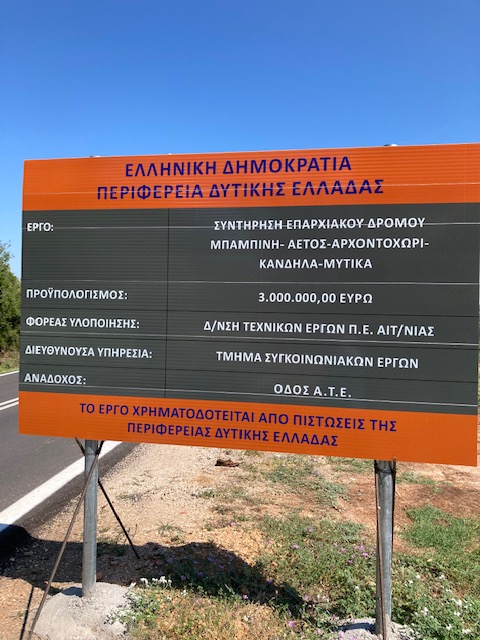 ΕΛΛΗΝΙΚΗ ΔΗΜΟΚΡΑΤΙΑ
ΠΕΡΙΦΕΡΕΙΑ ΔΥΤΙΚΗΣ ΕΛΛΑΔΑΣ
ΕΡΓΟ: ΣΥΝΤΗΡΗΣΗ ΕΠΑΡΧΙΑΚΟΥ ΔΡΟΜΟΥ
ΜΠΑΜΠΙΝΗ- ΑΕΤΟΣ-ΑΡΧΟΝΤΟΧΩΡΙ-
ΚΑΝΔΗΛΑ-ΜΥΤΙΚΑ
ΠΡΟΫΠΟΛΟΓΙΣΜΟΣ: 3.000.000,00 ΕΥΡΩ
ΦΟΡΕΑΣ ΥΛΟΠΟΙΗΣΗΣ: Δ/ΝΣΗ ΤΕΧΝΙΚΩΝ ΕΡΓΩΝ Π.Ε. ΑΙΤ/ΝΙΑΣ
ΔΙΕΥΘΥΝΟΥΣΑ ΥΠΗΡΕΣΙΑ: ΤΜΗΜΑ ΣΥΓΚΟΙΝΩΝΙΑΚΩΝ ΕΡΓΩΝ
ΑΝΑΔΟΧΟΣ: ΟΔΟΣ Α.Τ.Ε.
ΤΟ ΕΡΓΟ ΧΡΗΜΑΤΟΔΟΤΕΙΤΑΙ ΑΠΟ ΠΙΣΤΩΣΕΙΣ ΤΗΣ
ΠΕΡΙΦΕΡΕΙΑΣ ΔΥΤΙΚΗΣ ΕΛΛΑΔΑΣ